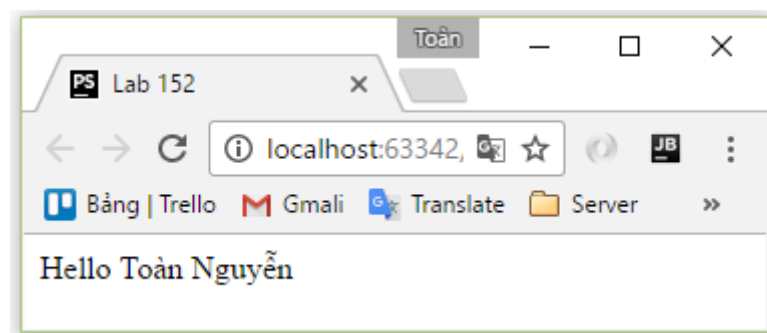 Toàn
PS Lab 152
localhost:63342, JB
Bảng | Trello Gmali Translate Server
Hello Toàn Nguyễn